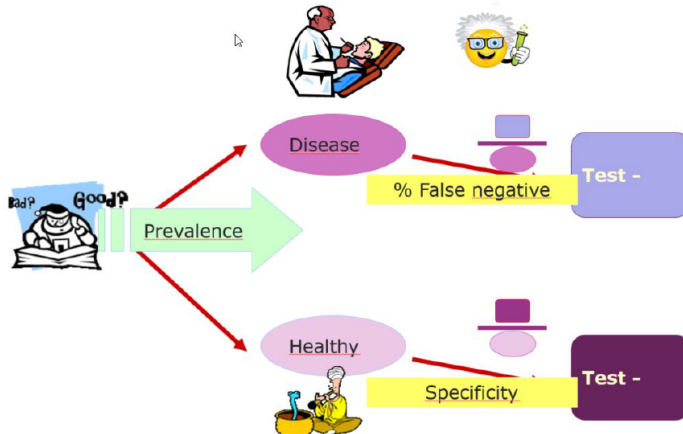 Disease
Test -
% False negative
Bad?
Good?
Prevalence
Healthy
Test -
Specificity